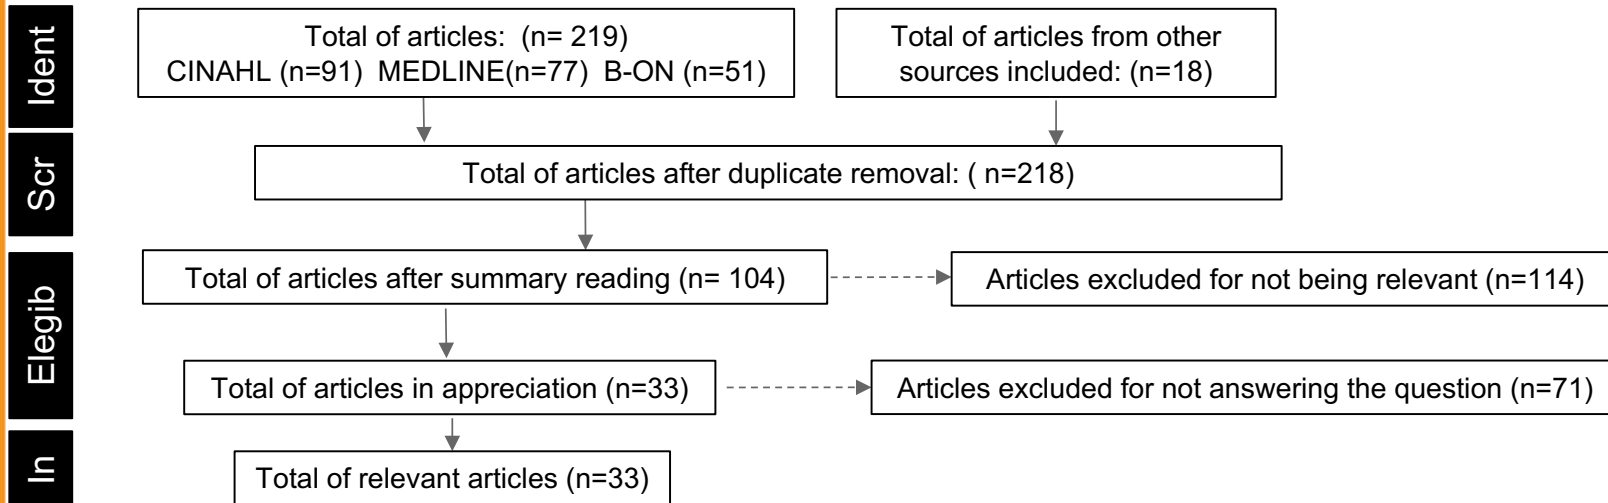 Ident
Total of articles: (n= 219)
CINAHL (n=91) MEDLINE(n=77) B-ON (n=51)
Total of articles from other
sources included: (n=18)
Scr
Total of articles after duplicate removal: ( n=218)
Elegib
Total of articles after summary reading (n= 104)
Articles excluded for not being relevant (n=114)
Total of articles in appreciation (n=33)
Articles excluded for not answering the question (n=71)
In
Total of relevant articles (n=33)